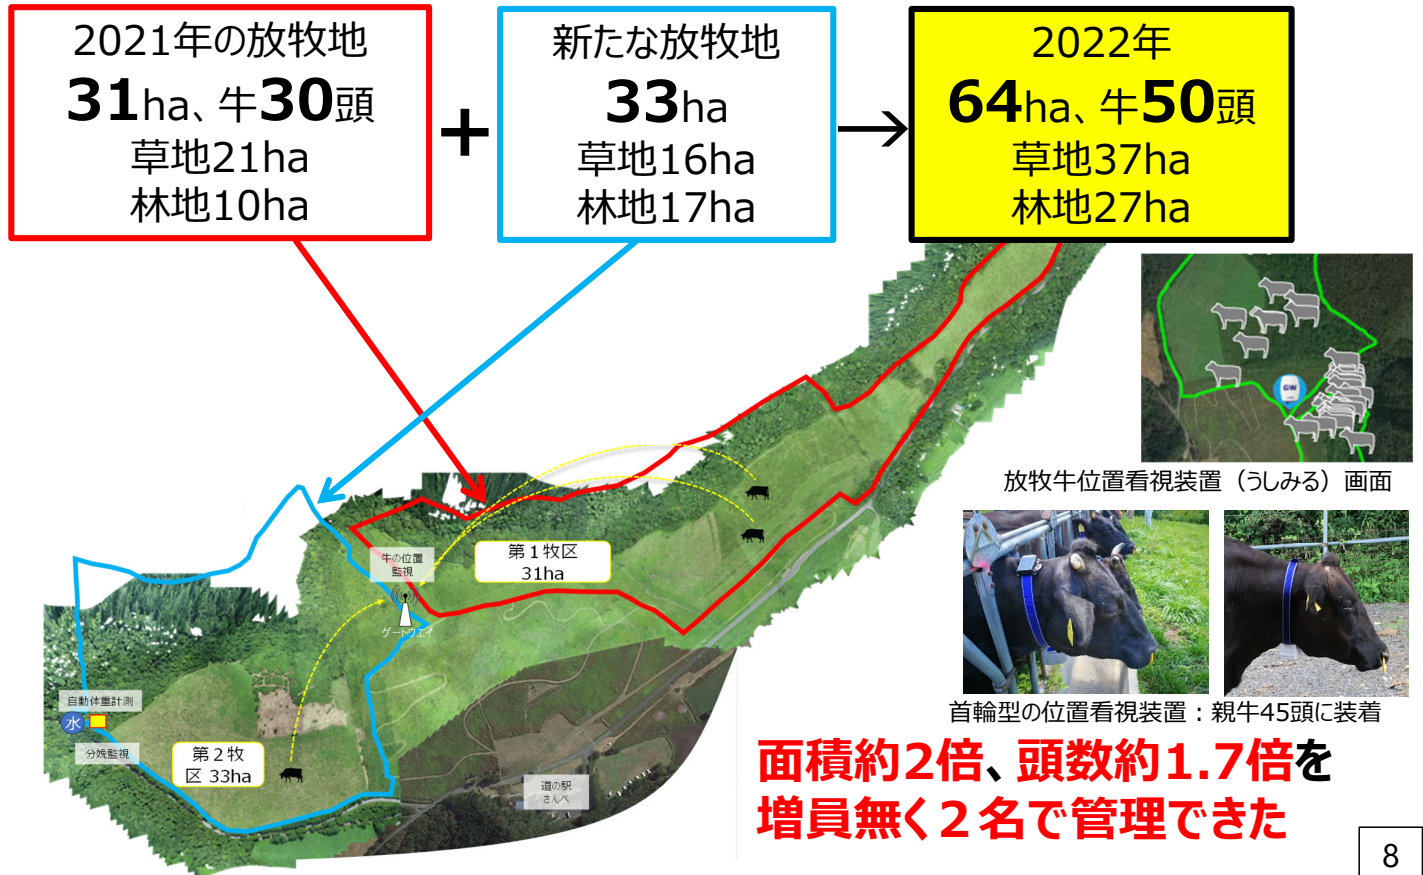 2021年の放牧地
31ha、牛30頭
草地21ha
林地10ha
+
新たな放牧地
33ha
草地16ha
林地17ha
→
2022年
64ha、牛50頭
草地37ha
林地27ha
GW
放牧牛位置看視装置（うしみる）画面
牛の位置
監視
ゲートウエイ
第１牧区
31ha
自動体重計測
水
分娩監視
第２牧
区 33ha
道の駅
さんべ
首輪型の位置看視装置：親牛45頭に装着
面積約2倍、頭数約1.7倍を
増員無く２名で管理できた
8